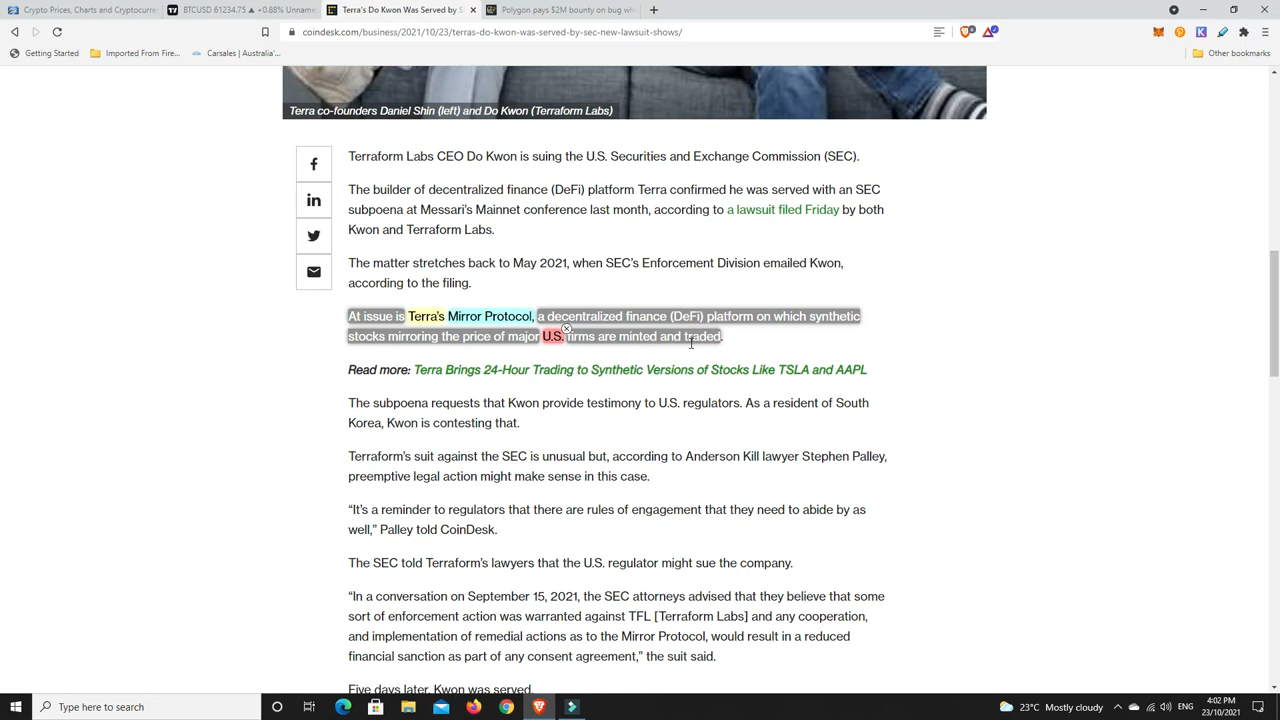 Crypto Prices, Charts and Cryptocurr
BTCUSD 61234.75 ▲ +0.88% Unname
Terra's Do Kwon Was Served by S
Polygon pays $2M bounty on bug wh
coindesk.com/business/2021/10/23/terras-do-kwon-was-served-by-sec-new-lawsuit-shows/
Getting Started
Imported From Fire...
Carsales | Australia'...
Other bookmarks
Terra co-founders Daniel Shin (left) and Do Kwon (Terraform Labs)
Terraform Labs CEO Do Kwon is suing the U.S. Securities and Exchange Commission (SEC).
The builder of decentralized finance (DeFi) platform Terra confirmed he was served with an SEC
subpoena at Messari's Mainnet conference last month, according to a lawsuit filed Friday by both
Kwon and Terraform Labs.
The matter stretches back to May 2021, when SEC's Enforcement Division emailed Kwon,
according to the filing.
At issue is Terra's Mirror Protocol, a decentralized finance (DeFi) platform on which synthetic
stocks mirroring the price of major U.S. firms are minted and traded.
Read more: Terra Brings 24-Hour Trading to Synthetic Versions of Stocks Like TSLA and AAPL
The subpoena requests that Kwon provide testimony to U.S. regulators. As a resident of South
Korea, Kwon is contesting that.
Terraform's suit against the SEC is unusual but, according to Anderson Kill lawyer Stephen Palley,
preemptive legal action might make sense in this case.
“It's a reminder to regulators that there are rules of engagement that they need to abide by as
well,” Palley told CoinDesk.
The SEC told Terraform's lawyers that the U.S. regulator might sue the company.
“In a conversation on September 15, 2021, the SEC attorneys advised that they believe that some
sort of enforcement action was warranted against TFL [Terraform Labs] and any cooperation,
and implementation of remedial actions as to the Mirror Protocol, would result in a reduced
financial sanction as part of any consent agreement,” the suit said.
Five days later, Kwon was served.
Type here to search
23°C Mostly cloudy
ENG
4:02 PM
23/10/2021